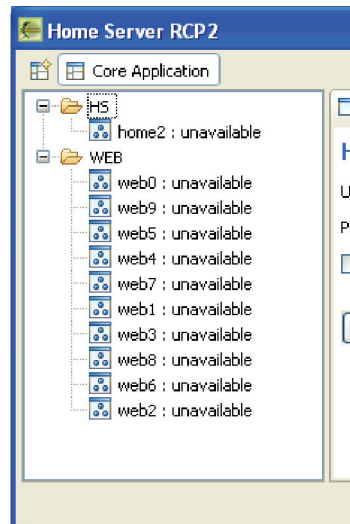 Home Server RCP2
Core Application
HS
home2 : unavailable
WEB
web0 : unavailable
web9 : unavailable
web5 : unavailable
web4 : unavailable
web7 : unavailable
web1 : unavailable
web3 : unavailable
web8 : unavailable
web6 : unavailable
web2 : unavailable